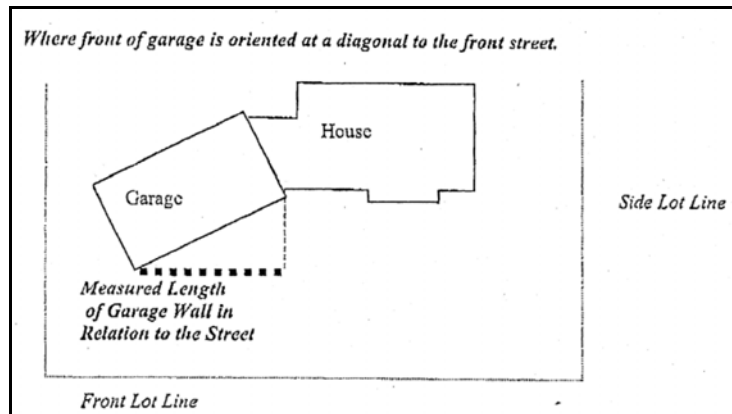 Where front of garage is oriented at a diagonal to the front street.
House
Garage
Side Lot Line
Measured Length
of Garage Wall in
Relation to the Street
Front Lot Line